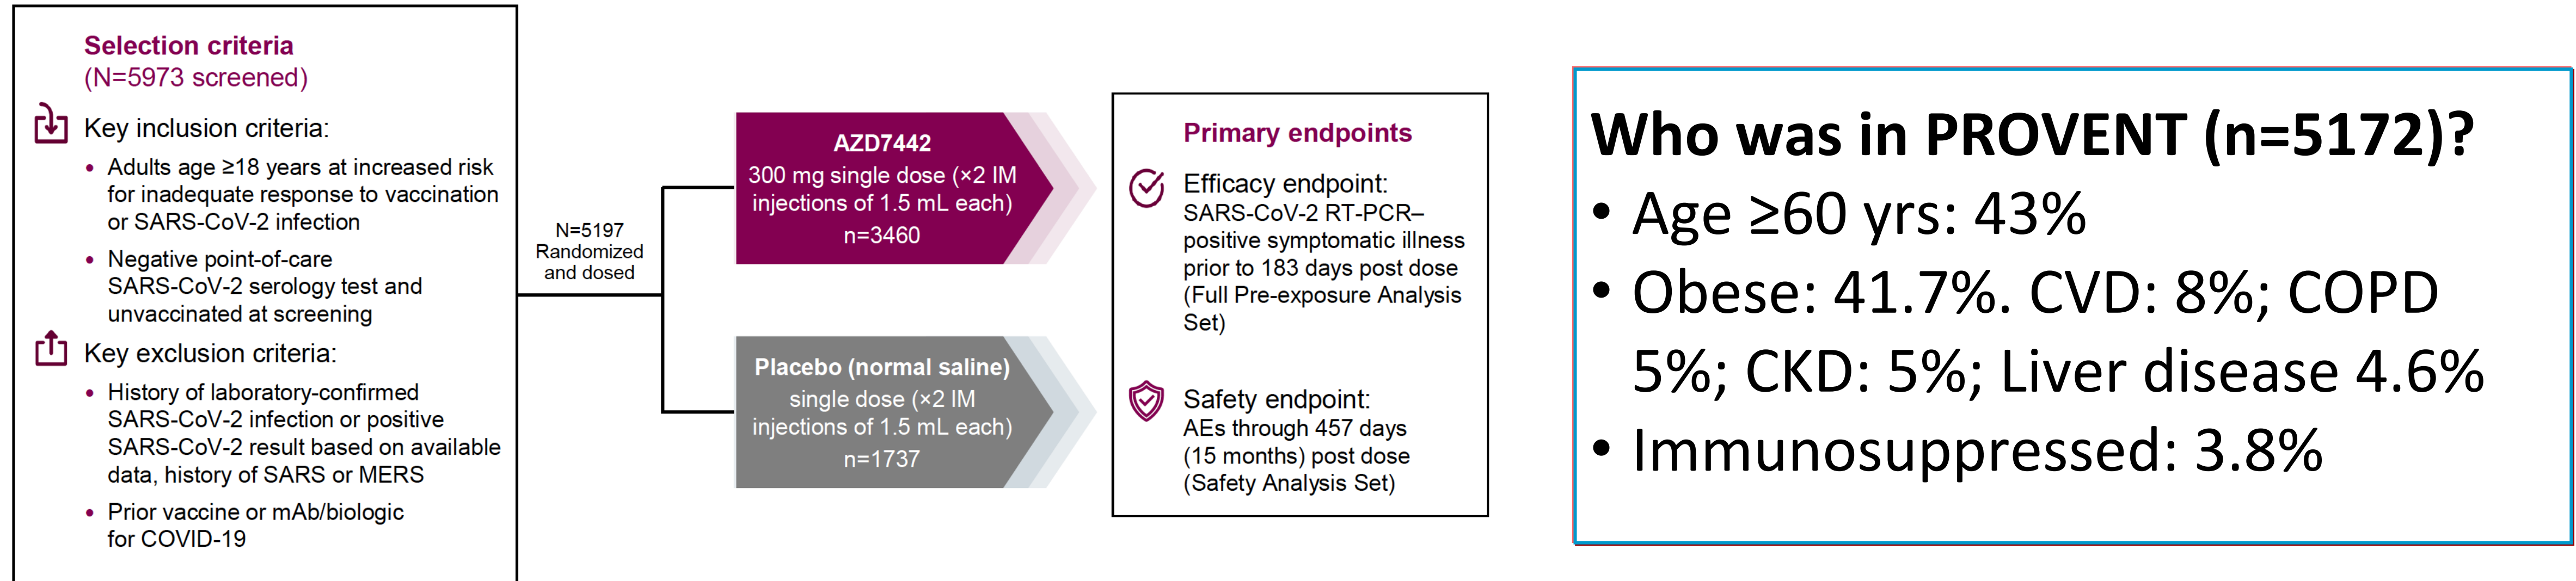 Selection criteria
(N=5973 screened)
Key inclusion criteria:
• Adults age ≥18 years at increased risk
for inadequate response to vaccination
or SARS-CoV-2 infection
• Negative point-of-care
SARS-CoV-2 serology test and
unvaccinated at screening
Key exclusion criteria:
• History of laboratory-confirmed
SARS-CoV-2 infection or positive
SARS-CoV-2 result based on available
data, history of SARS or MERS
• Prior vaccine or mAb/biologic
for COVID-19
N=5197
Randomized
and dosed
AZD7442
300 mg single dose (×2 IM
injections of 1.5 mL each)
n=3460
Placebo (normal saline)
single dose (×2 IM
injections of 1.5 mL each)
n=1737
Primary endpoints
Efficacy endpoint:
SARS-CoV-2 RT-PCR–
positive symptomatic illness
prior to 183 days post dose
(Full Pre-exposure Analysis
Set)
Safety endpoint:
AEs through 457 days
(15 months) post dose
(Safety Analysis Set)
Who was in PROVENT (n=5172)?
• Age ≥60 yrs: 43%
• Obese: 41.7%. CVD: 8%; COPD
5%; CKD: 5%; Liver disease 4.6%
• Immunosuppressed: 3.8%